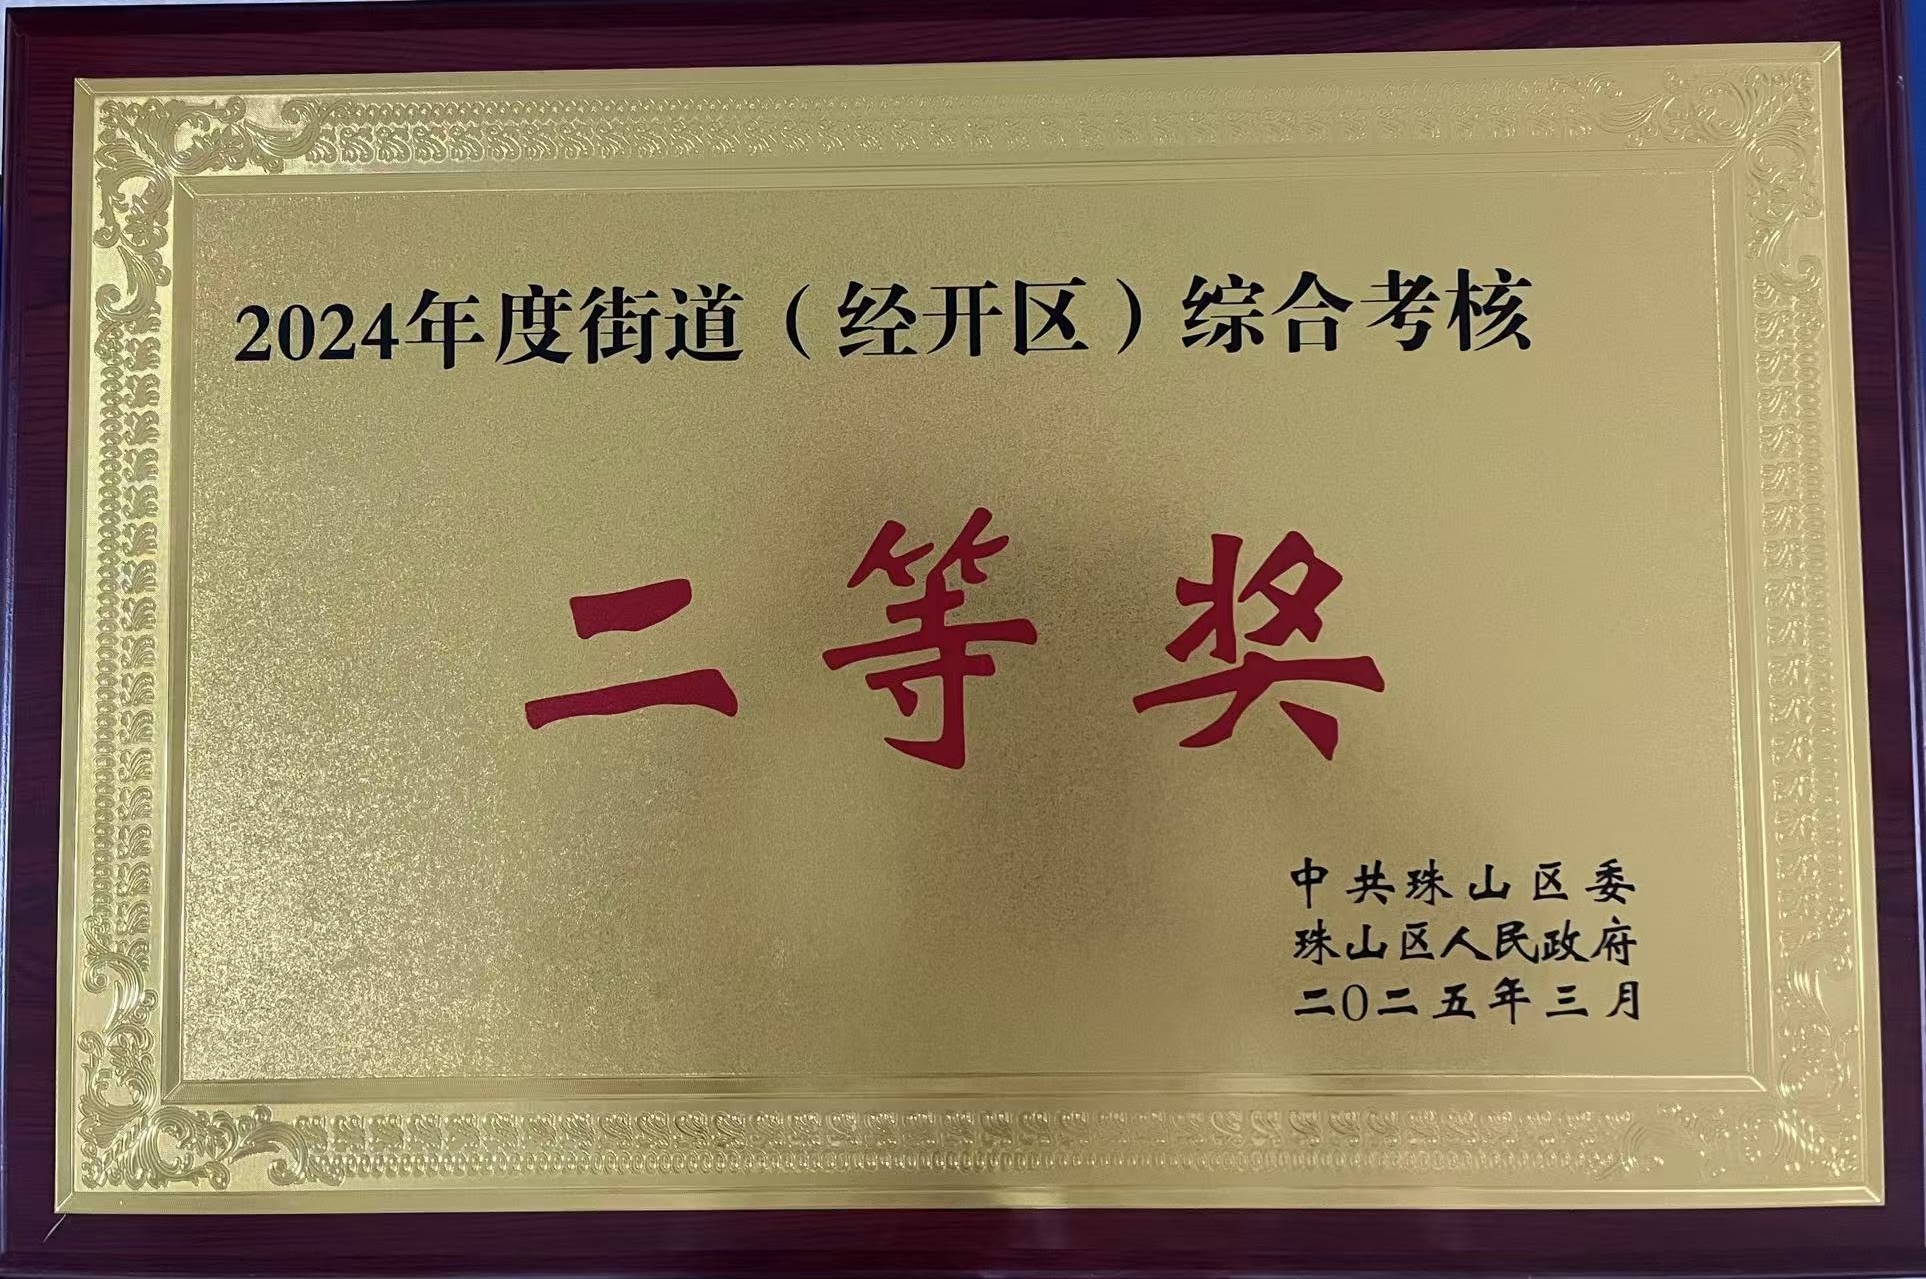 2024年度街道（经开区）综合考核
二等奖
中共珠山区委
珠山区人民政府
二〇二五年三月